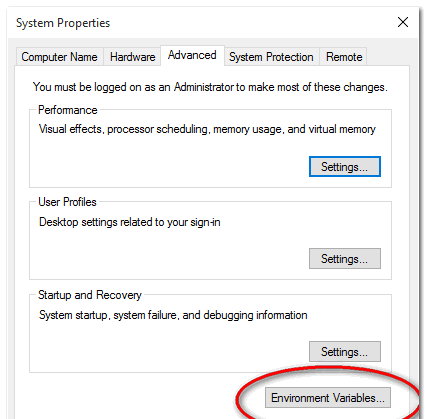 System Properties
Computer Name Hardware Advanced System Protection Remote
You must be logged on as an Administrator to make most of these changes.
Performance
Visual effects, processor scheduling, memory usage, and virtual memory
Settings...
User Profiles
Desktop settings related to your sign-in
Settings...
Startup and Recovery
System startup, system failure, and debugging information
Settings...
Environment Variables...